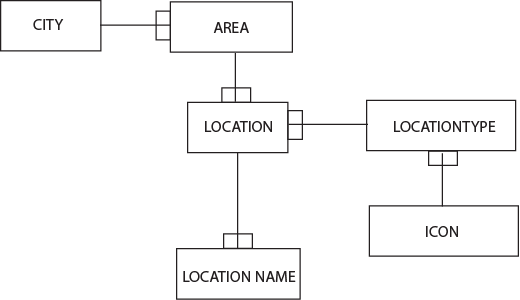 CITY
AREA
LOCATION
LOCATIONTYPE
ICON
LOCATION NAME